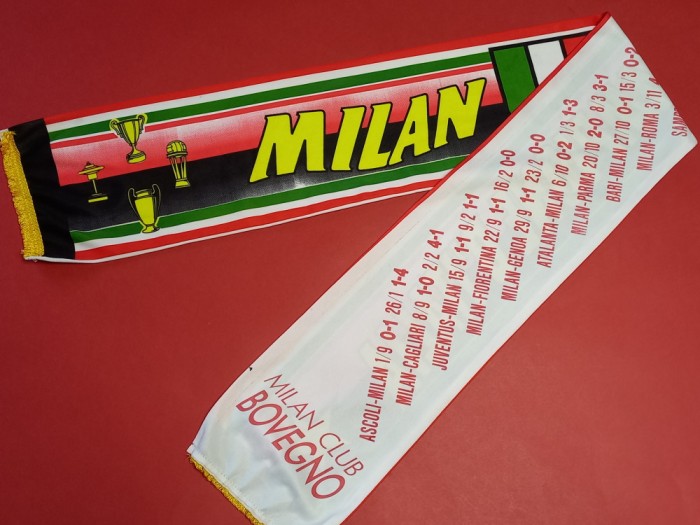 MILAN
MILAN CLUB
BOVEGNO
ASCOLI-MILAN 1/9 0-1 26/1 1-4
MILAN-CAGLIARI 8/9 1-0 2/2 4-1
JUVENTUS-MILAN 15/9 1-1 9/2 1-1
MILAN-FIORENTINA 22/9 1-1 16/2 0-0
MILAN-GENOA 29/9 1-1 23/2 0-0
ATALANTA-MILAN 6/10 0-2 1/3 1-3
MILAN-PARMA 20/10 2-0 8/3 3-1
BARI-MILAN 27/10 0-1 15/3 0-2
MILAN-ROMA 3/11